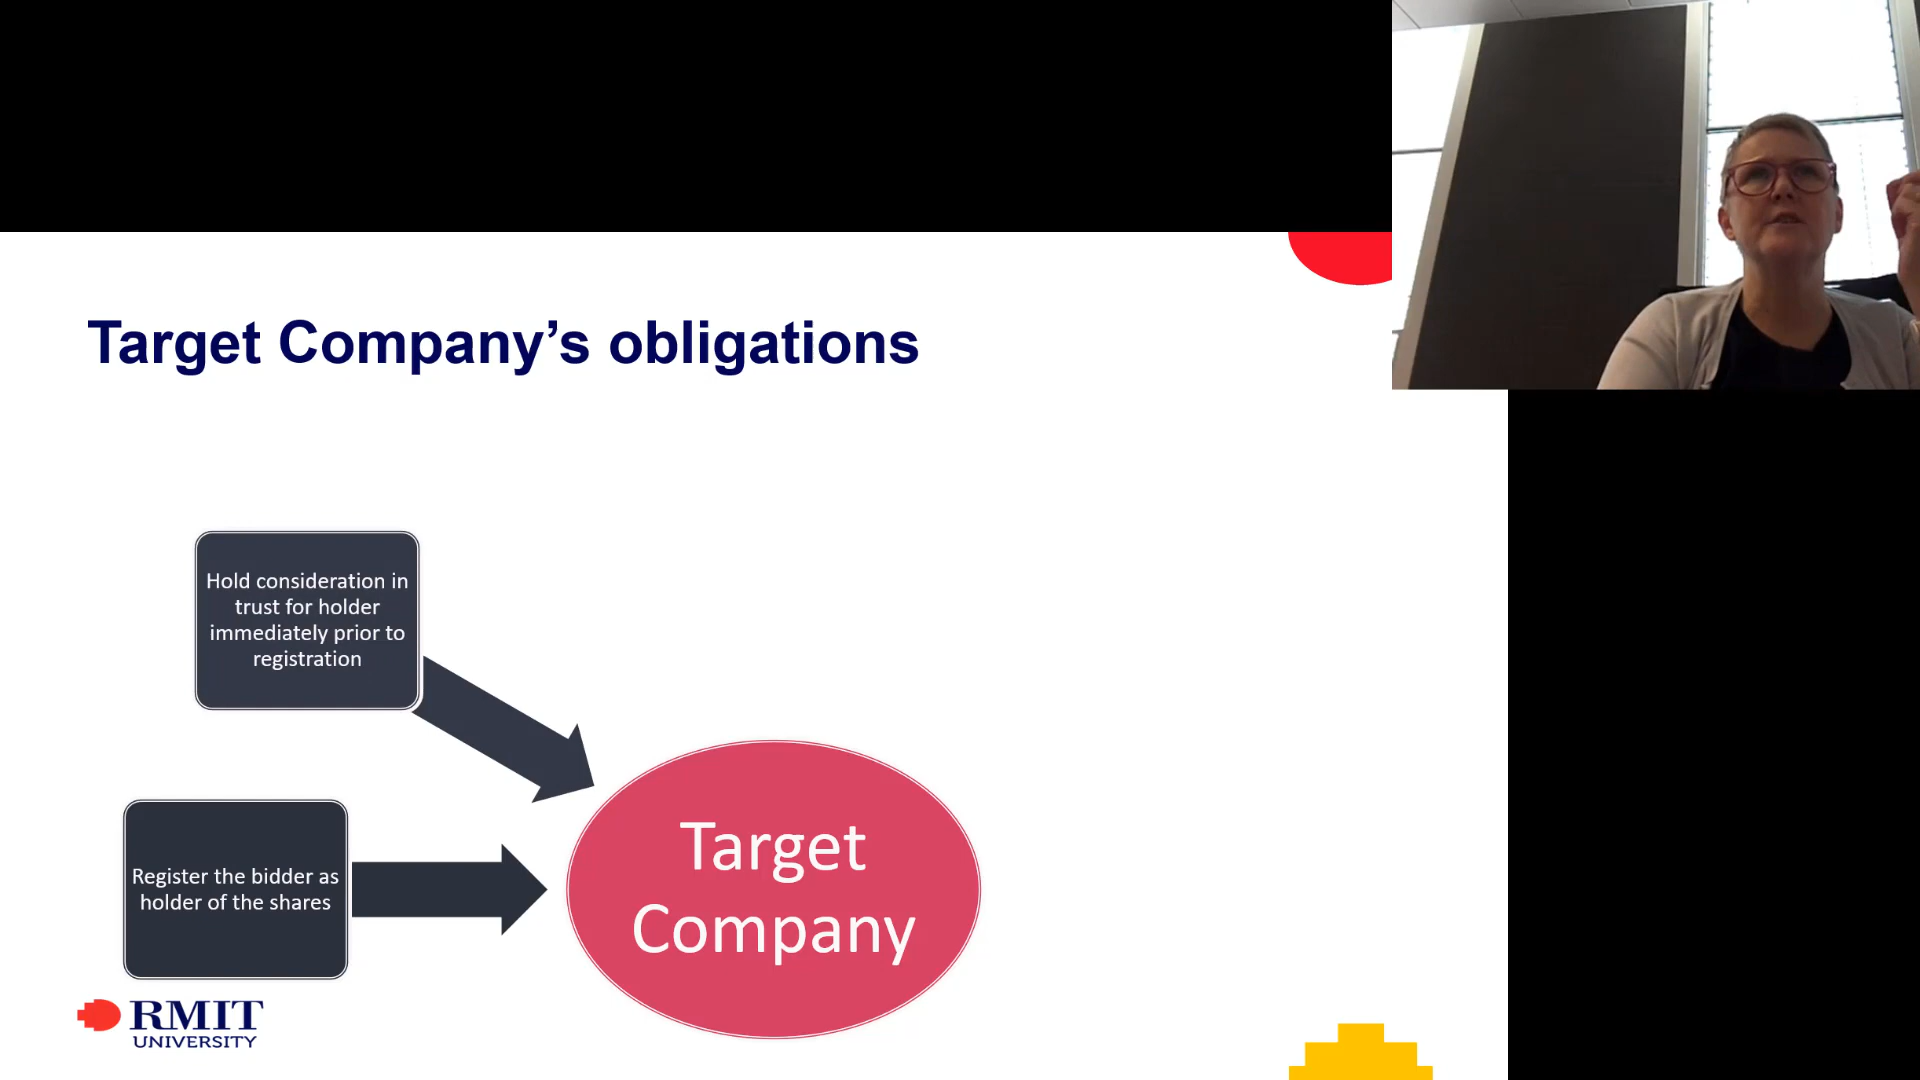 Target Company’s obligations
Hold consideration in
trust for holder
immediately prior to
registration
Register the bidder as
holder of the shares
Target
Company
RMIT
UNIVERSITY